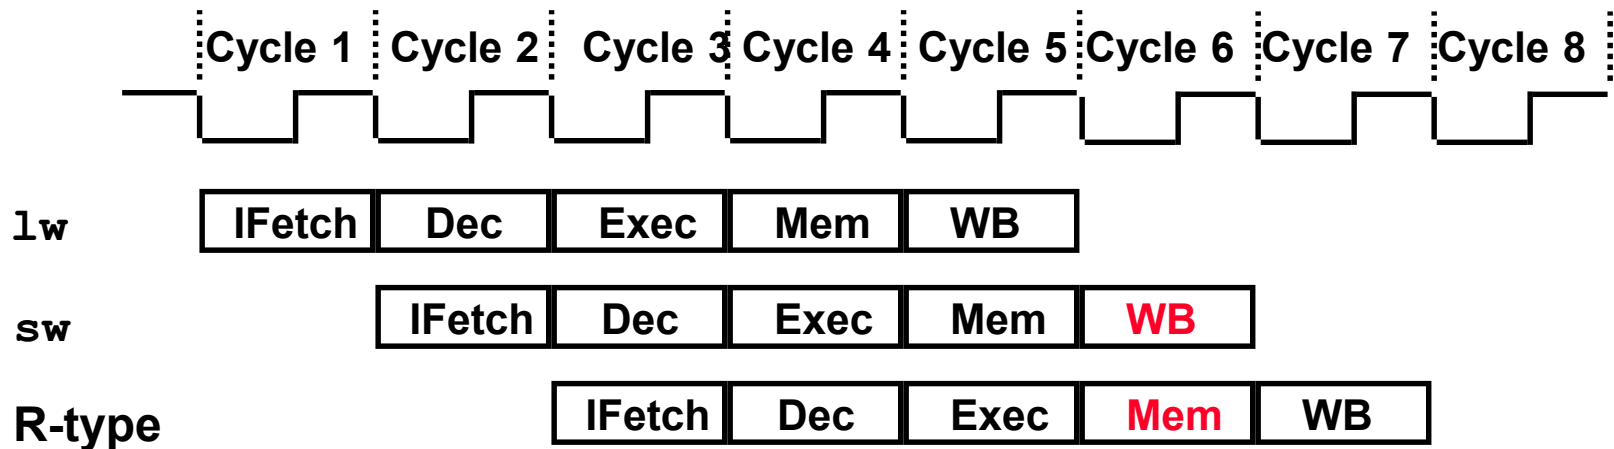 Cycle 1 Cycle 2 Cycle 3 Cycle 4 Cycle 5 Cycle 6 Cycle 7 Cycle 8
lw IFetch Dec Exec Mem WB
sw IFetch Dec Exec Mem WB
R-type IFetch Dec Exec Mem WB